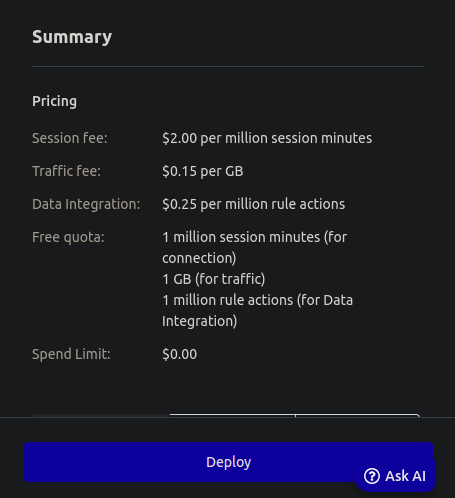 Summary
Pricing
Session fee: $2.00 per million session minutes
Traffic fee: $0.15 per GB
Data Integration: $0.25 per million rule actions
Free quota: 1 million session minutes (for
connection)
1 GB (for traffic)
1 million rule actions (for Data
Integration)
Spend Limit: $0.00
Deploy
Ask AI